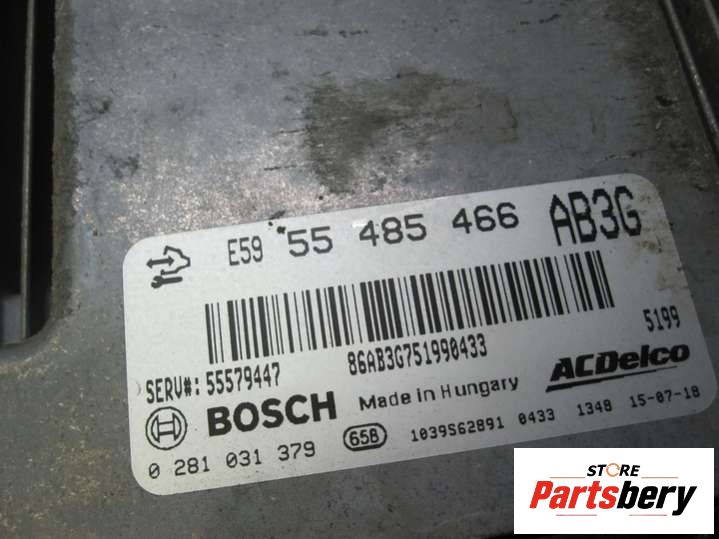 E59 55 485 466 AB3G
86AB3G751990433 5199
SERV#: 55579447 ACDelco
BOSCH Made in Hungary
0 281 031 379 65B 1039S62891 0433 1348 15-07-18
STORE
Partsbery